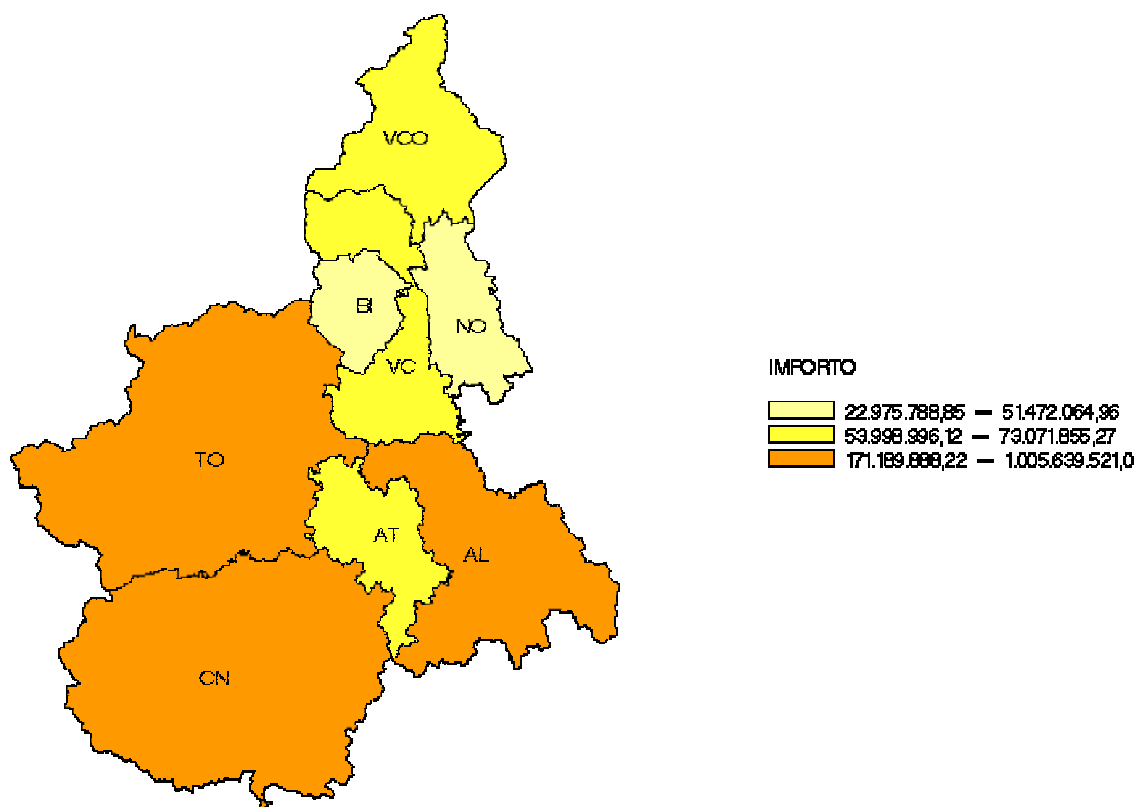 VCO
BI
NO
VC
IMPORTO
22.975.788,85 — 51.472.064,96
53.998.996,12 — 73.071.855,27
171.189.888,22 — 1.005.639.521,0
TO
AT
AL
CN